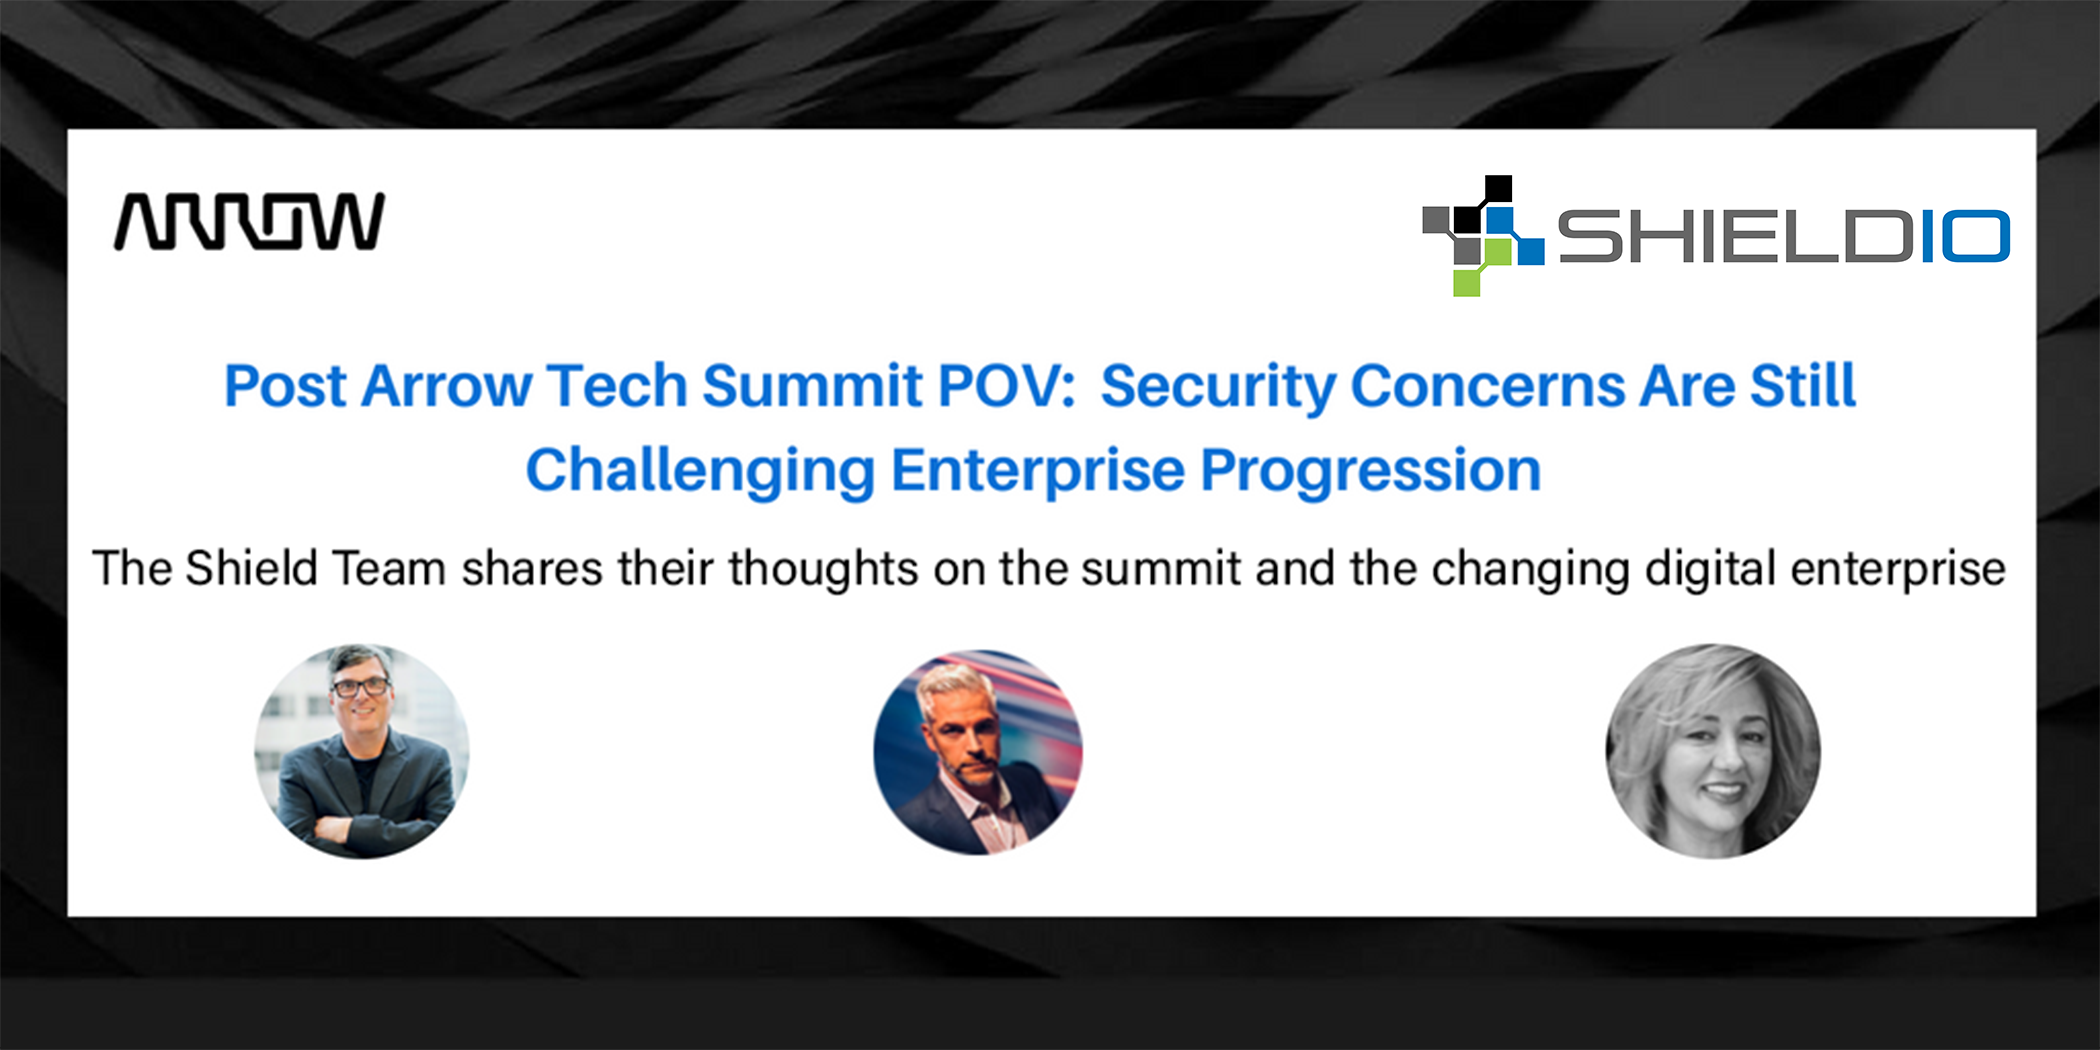 ARROW
SHIELDIO
Post Arrow Tech Summit POV: Security Concerns Are Still
Challenging Enterprise Progression
The Shield Team shares their thoughts on the summit and the changing digital enterprise